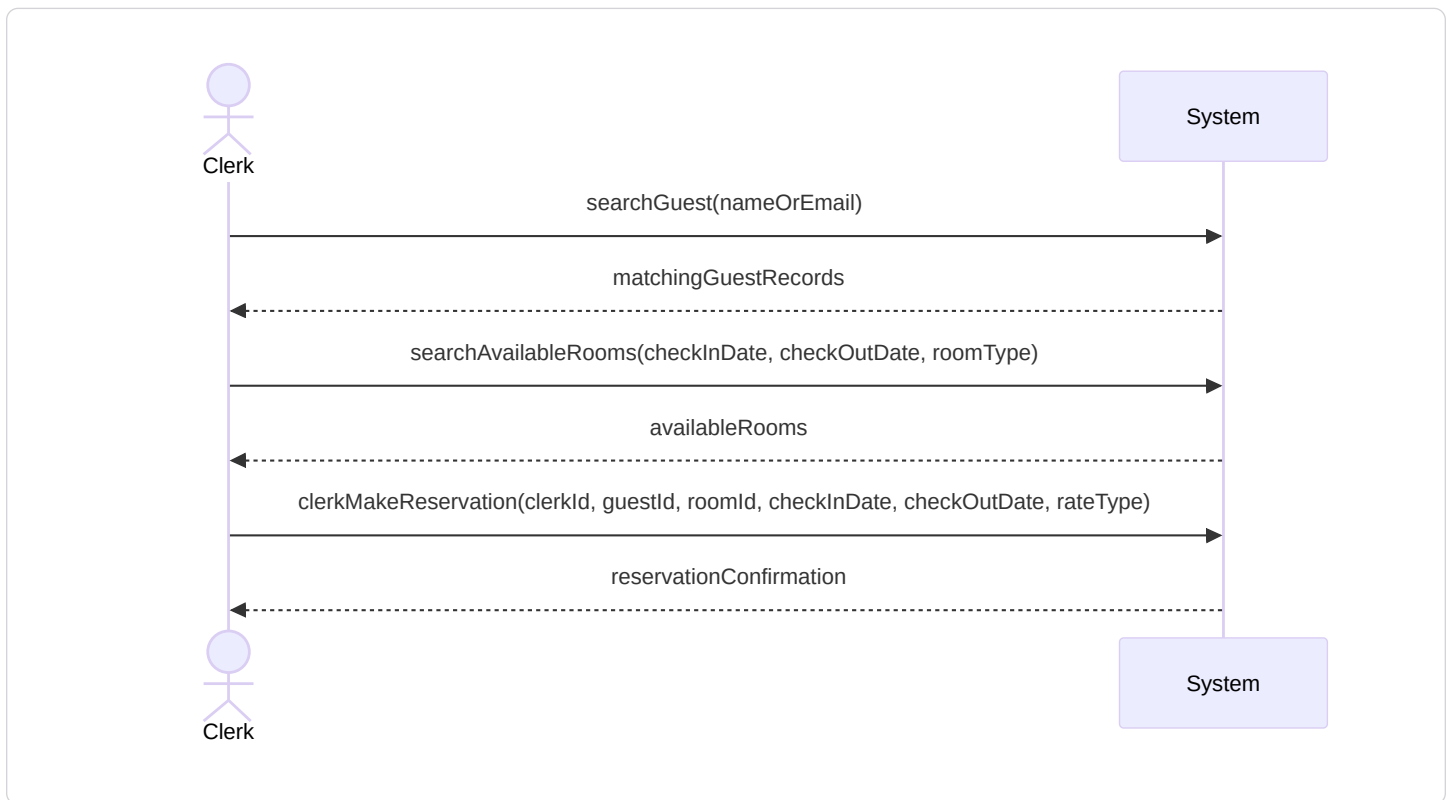 System
Clerk
searchGuest(nameOrEmail)
matchingGuestRecords
searchAvailableRooms(checkInDate, checkOutDate, roomType)
availableRooms
clerkMakeReservation(clerkId, guestId, roomId, checkInDate, checkOutDate, rateType)
reservationConfirmation
System
Clerk